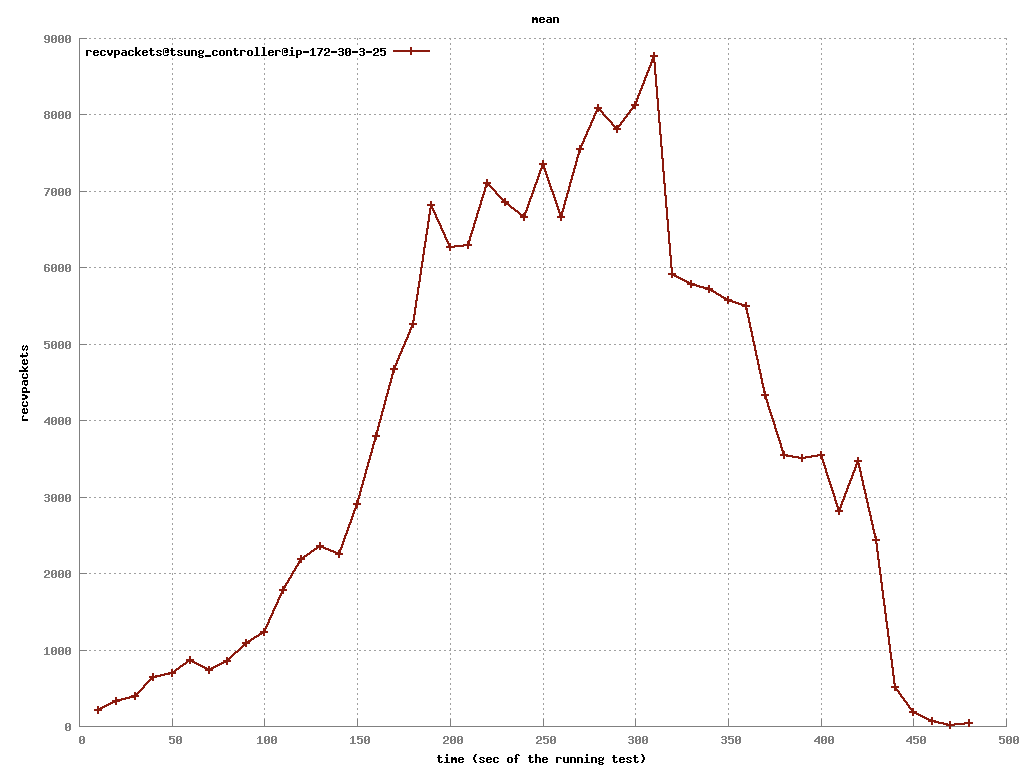 mean
9000
recvpackets@tsung_controller@ip-172-30-3-25
8000
7000
6000
5000
recvpackets
4000
3000
2000
1000
0
0 50 100 150 200 250 300 350 400 450 500
time (sec of the running test)